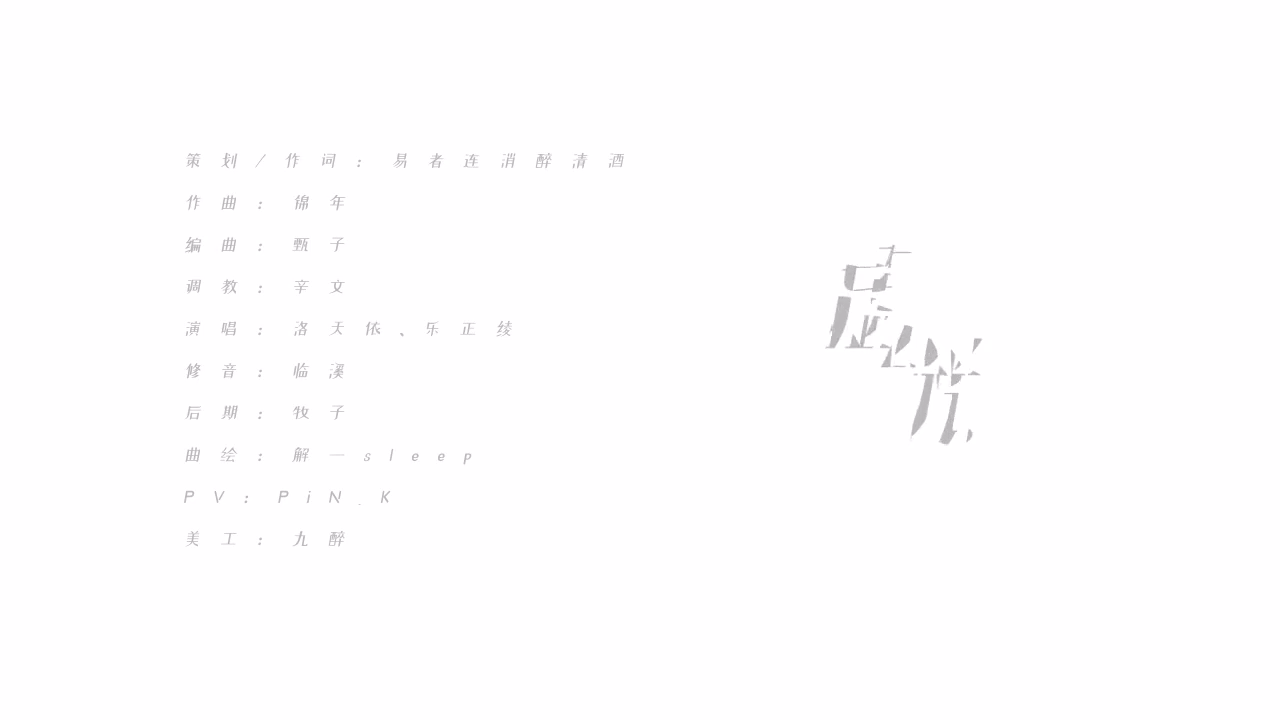 策划/作词：易者连消醉清酒
作曲：锦年
编曲：甄子
调教：辛文
演唱：洛天依、乐正绫
修音：临溪
后期：牧子
曲绘：解一sleep
PV：PiN.K
美工：九醉